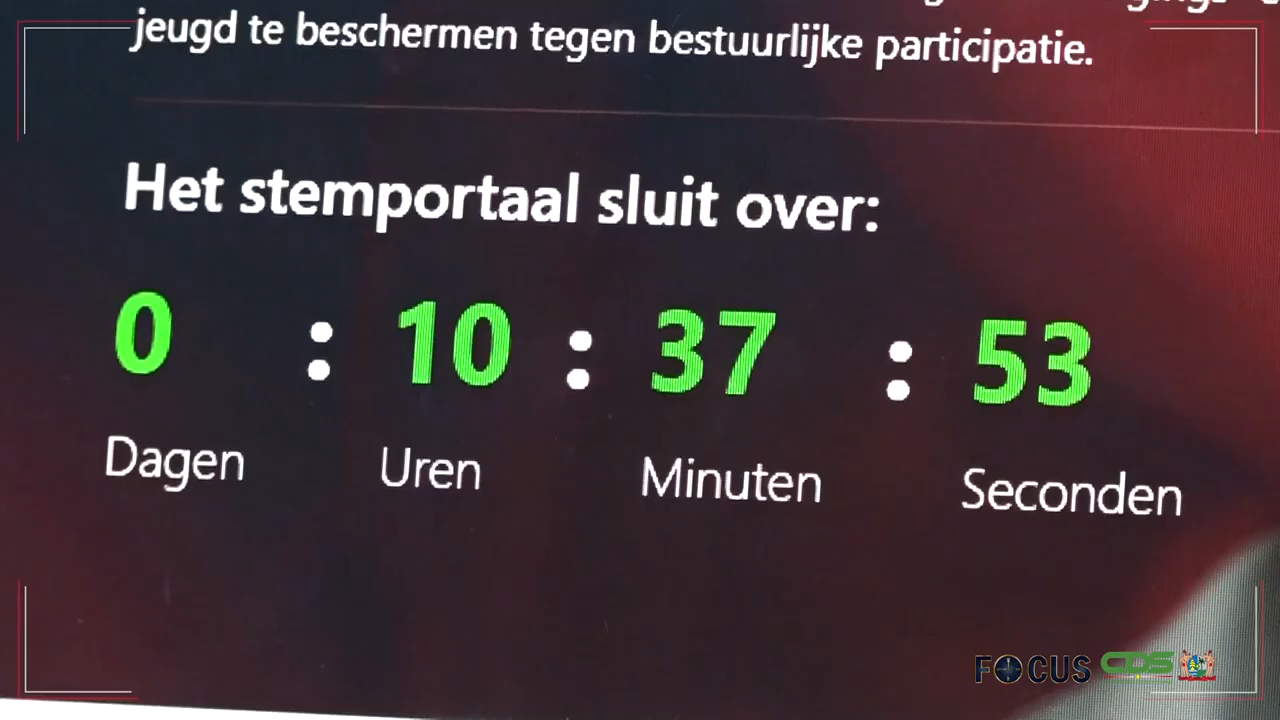 jeugd te beschermen tegen bestuurlijke participatie.
Het stemportaal sluit over:
0 : 10 : 37 : 53
Dagen Uren Minuten Seconden
FOCUS CDS